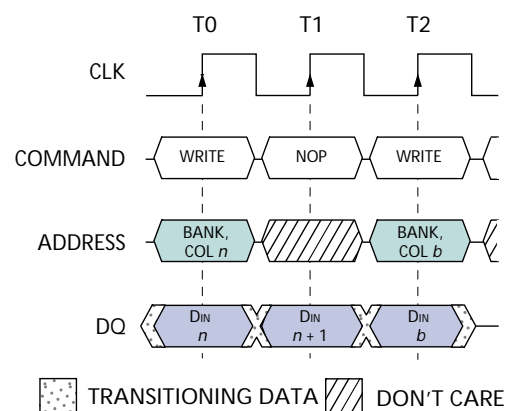 T0 T1 T2
CLK
COMMAND WRITE NOP WRITE
ADDRESS BANK, COL n BANK, COL b
DQ DIN n DIN n + 1 DIN b
TRANSITIONING DATA DON'T CARE